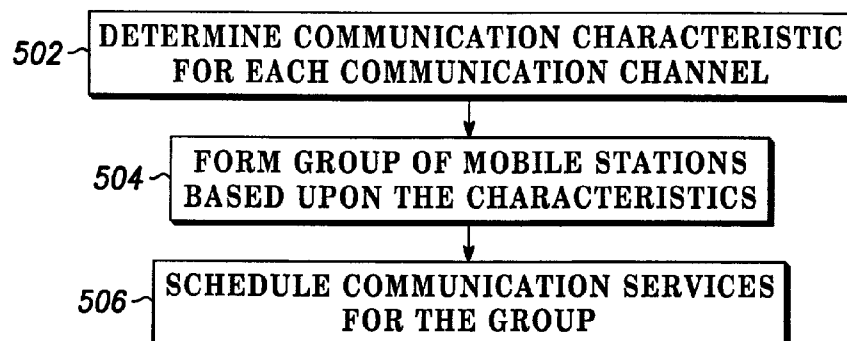 502 DETERMINE COMMUNICATION CHARACTERISTIC
FOR EACH COMMUNICATION CHANNEL
504 FORM GROUP OF MOBILE STATIONS
BASED UPON THE CHARACTERISTICS
506 SCHEDULE COMMUNICATION SERVICES
FOR THE GROUP